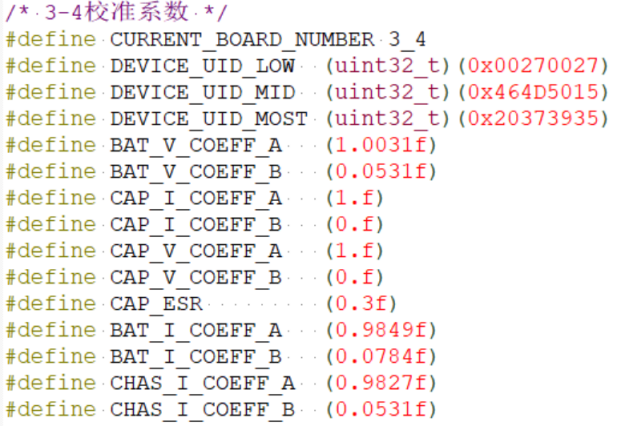 /* 3-4校准系数 */
#define CURRENT_BOARD_NUMBER 3_4
#define DEVICE_UID_LOW  (uint32_t)(0x00270027)
#define DEVICE_UID_MID  (uint32_t)(0x464D5015)
#define DEVICE_UID_MOST (uint32_t)(0x20373935)
#define BAT_V_COEFF_A   (1.0031f)
#define BAT_V_COEFF_B   (0.0531f)
#define CAP_I_COEFF_A   (1.f)
#define CAP_I_COEFF_B   (0.f)
#define CAP_V_COEFF_A   (1.f)
#define CAP_V_COEFF_B   (0.f)
#define CAP_ESR         (0.3f)
#define BAT_I_COEFF_A   (0.9849f)
#define BAT_I_COEFF_B   (0.0784f)
#define CHAS_I_COEFF_A  (0.9827f)
#define CHAS_I_COEFF_B  (0.0531f)